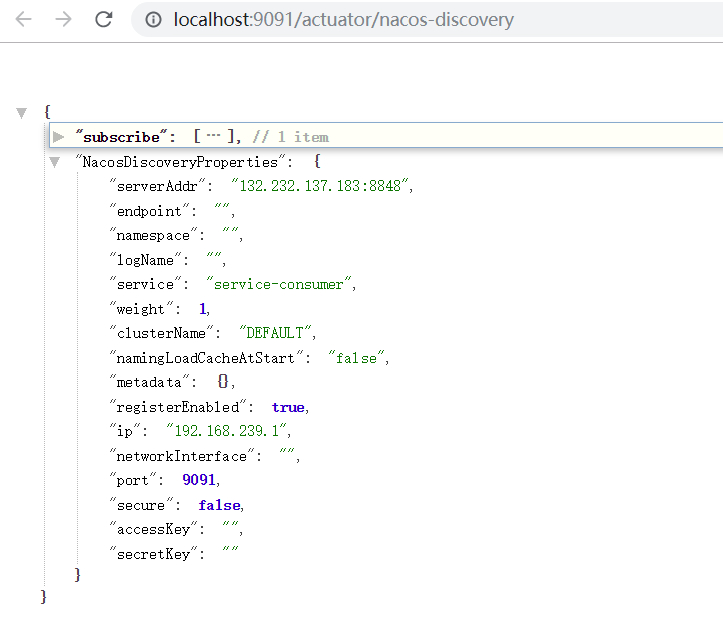 localhost:9091/actuator/nacos-discovery
{
"subscribe": [ ··· ], // 1 item
"NacosDiscoveryProperties": {
"serverAddr": "132.232.137.183:8848",
"endpoint": "",
"namespace": "",
"logName": "",
"service": "service-consumer",
"weight": 1,
"clusterName": "DEFAULT",
"namingLoadCacheAtStart": "false",
"metadata": {},
"registerEnabled": true,
"ip": "192.168.239.1",
"networkInterface": "",
"port": 9091,
"secure": false,
"accessKey": "",
"secretKey": ""
}
}